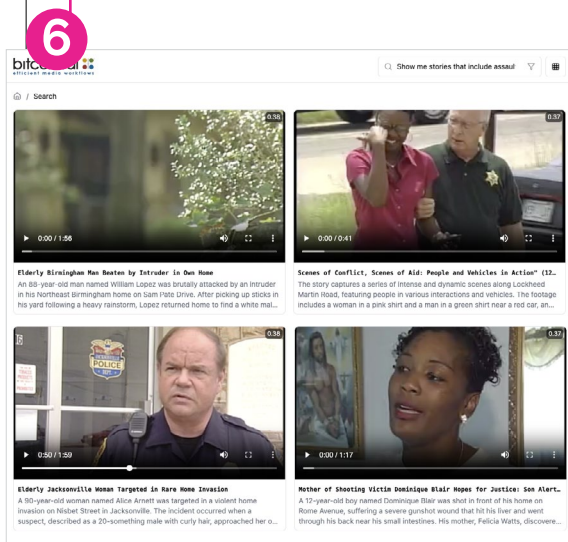 6
bitcentral
efficient media workflows
Show me stories that include assaul
/ Search
0.38
0:00 / 1:56
0.37
0:00 / 0:41
Elderly Birmingham Man Beaten by Intruder in Own Home
An 88-year-old man named William Lopez was brutally attacked by an intruder
in his Northeast Birmingham home on Sam Pate Drive. After picking up sticks in
his yard following a heavy rainstorm, Lopez returned home to find a white mal...
Scenes of Conflict, Scenes of Aid: People and Vehicles in Action" (12...
The story captures a series of intense and dynamic scenes along Lockheed
Martin Road, featuring people in various interactions and vehicles. The footage
includes a woman in a pink shirt and a man in a green shirt near a red car, an...
0.38
POLICE
DEPT.
0:50 / 1:59
0.37
0:00 / 1:17
Elderly Jacksonville Woman Targeted in Rare Home Invasion
A 90-year-old woman named Alice Arnett was targeted in a violent home
invasion on Nisbet Street in Jacksonville. The incident occurred when a
suspect, described as a 20-something male with curly hair, approached her o...
Mother of Shooting Victim Dominique Blair Hopes for Justice: Son Alert...
A 12-year-old boy named Dominique Blair was shot in front of his home on
Rome Avenue, suffering a severe gunshot wound that hit his liver and went
through his back near his small intestines. His mother, Felicia Watts, discovere...